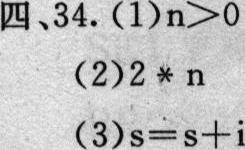 四、34.(1)n＞0
(2)2 * n
(3)s=s+i